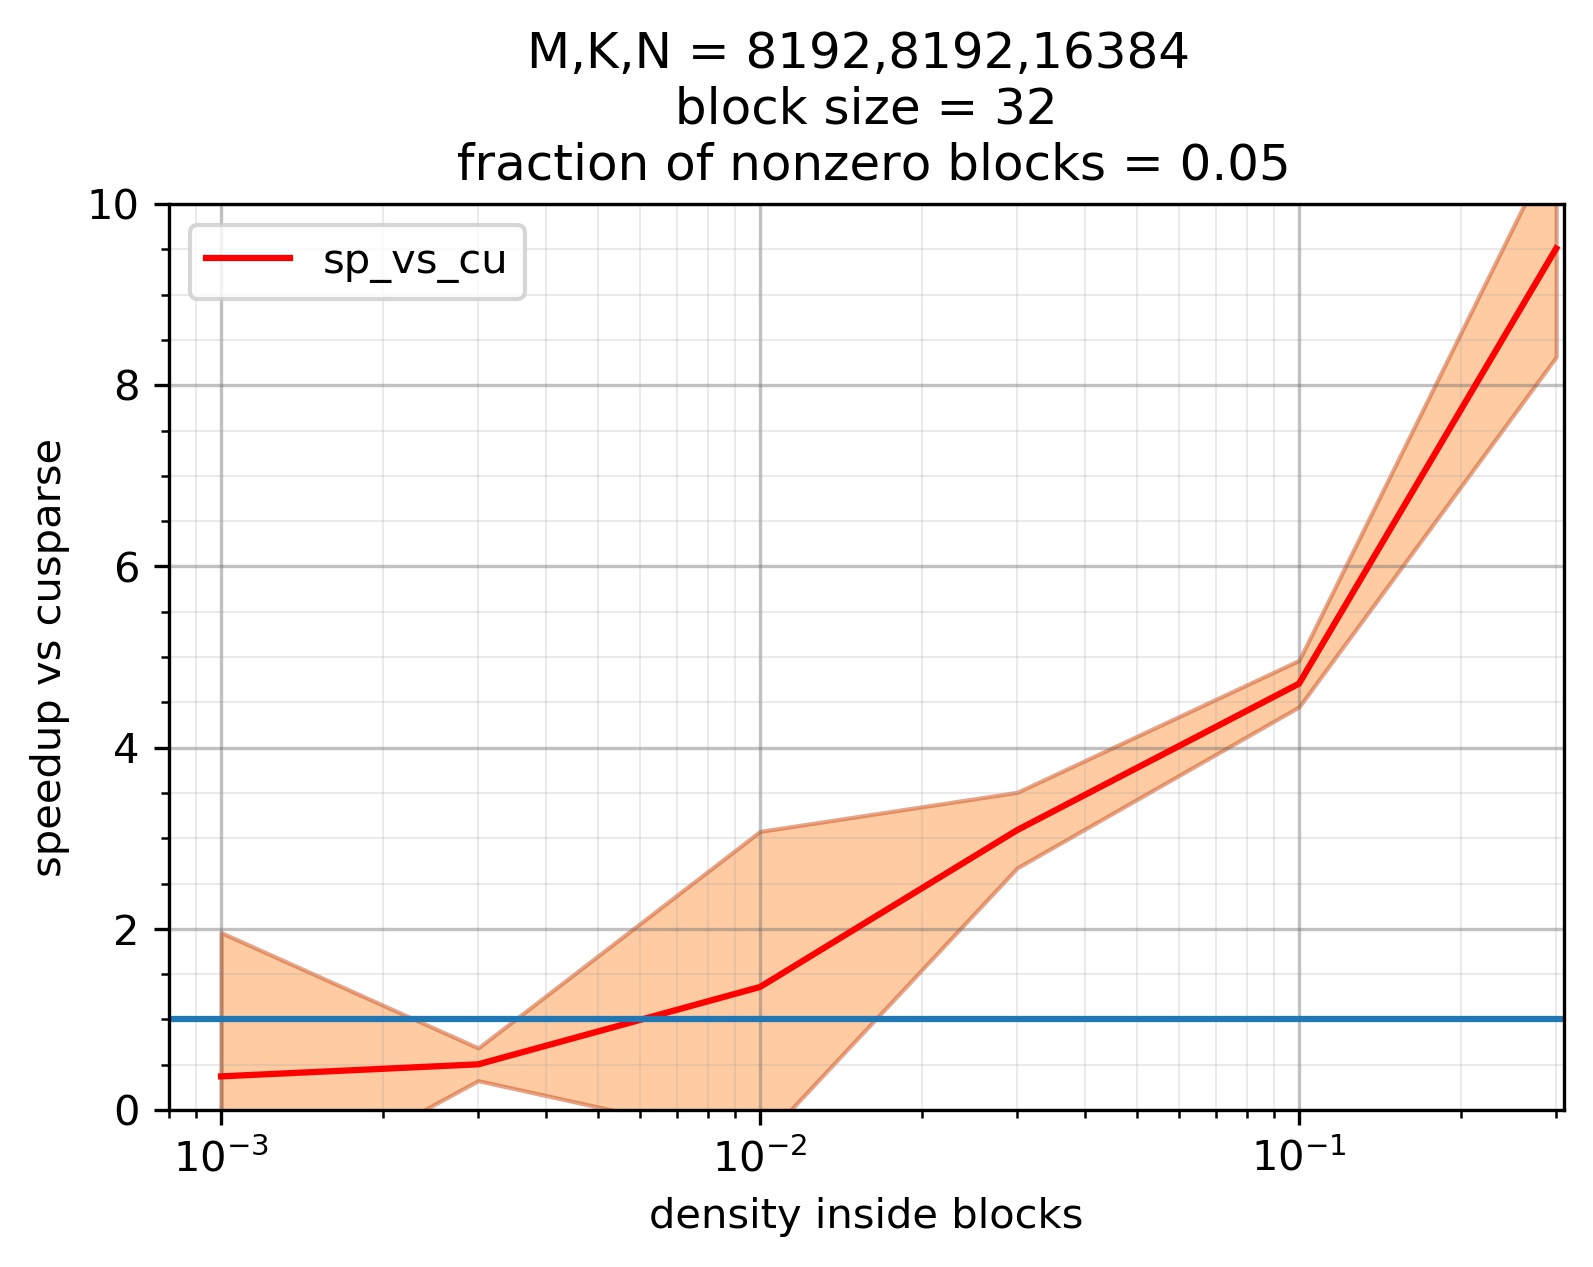 M,K,N = 8192,8192,16384
block size = 32
fraction of nonzero blocks = 0.05
sp_vs_cu
speedup vs cusparse
10
8
6
4
2
0
10⁻³
10⁻²
10⁻¹
density inside blocks